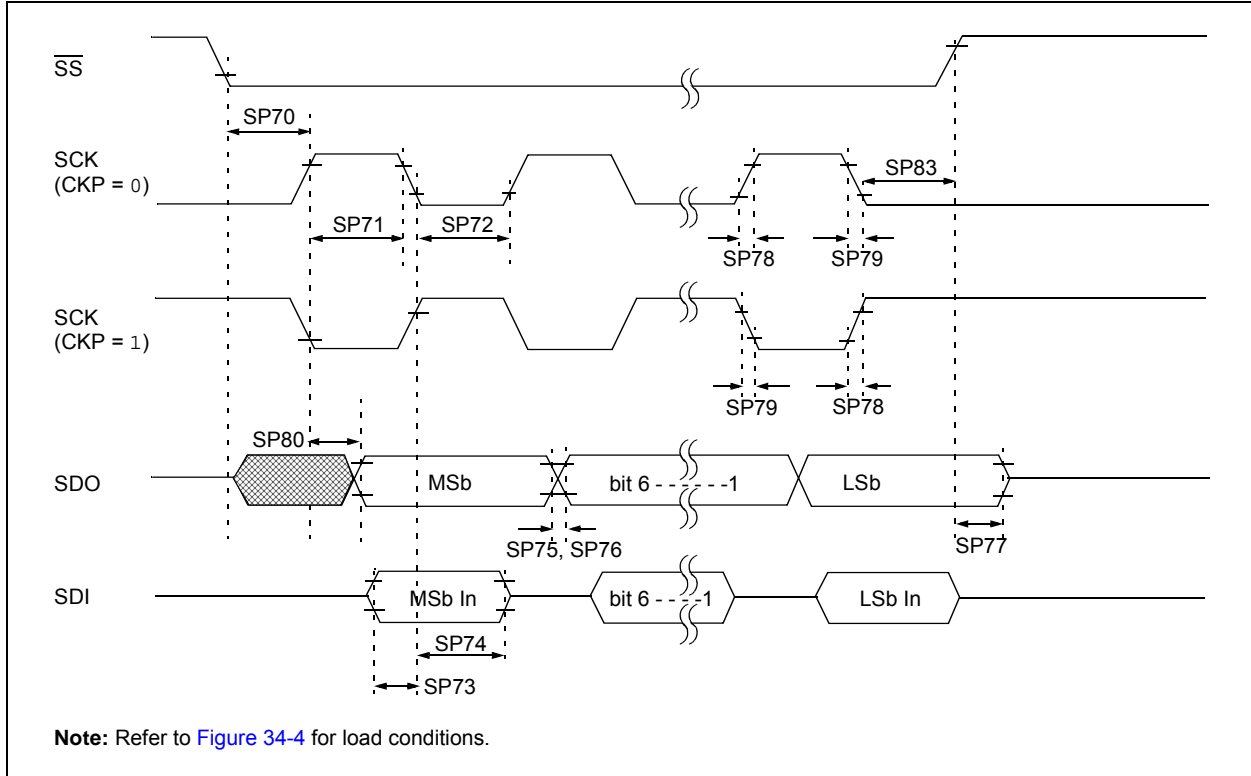 SS
SP70
SCK
(CKP = 0)
SP83
SP71
SP72
SP78
SP79
SCK
(CKP = 1)
SP79
SP78
SP80
SDO
MSb
bit 6 - - - - - -1
LSb
SP75, SP76
SP77
SDI
MSb In
bit 6 - - - -1
LSb In
SP74
SP73
Note: Refer to Figure 34-4 for load conditions.